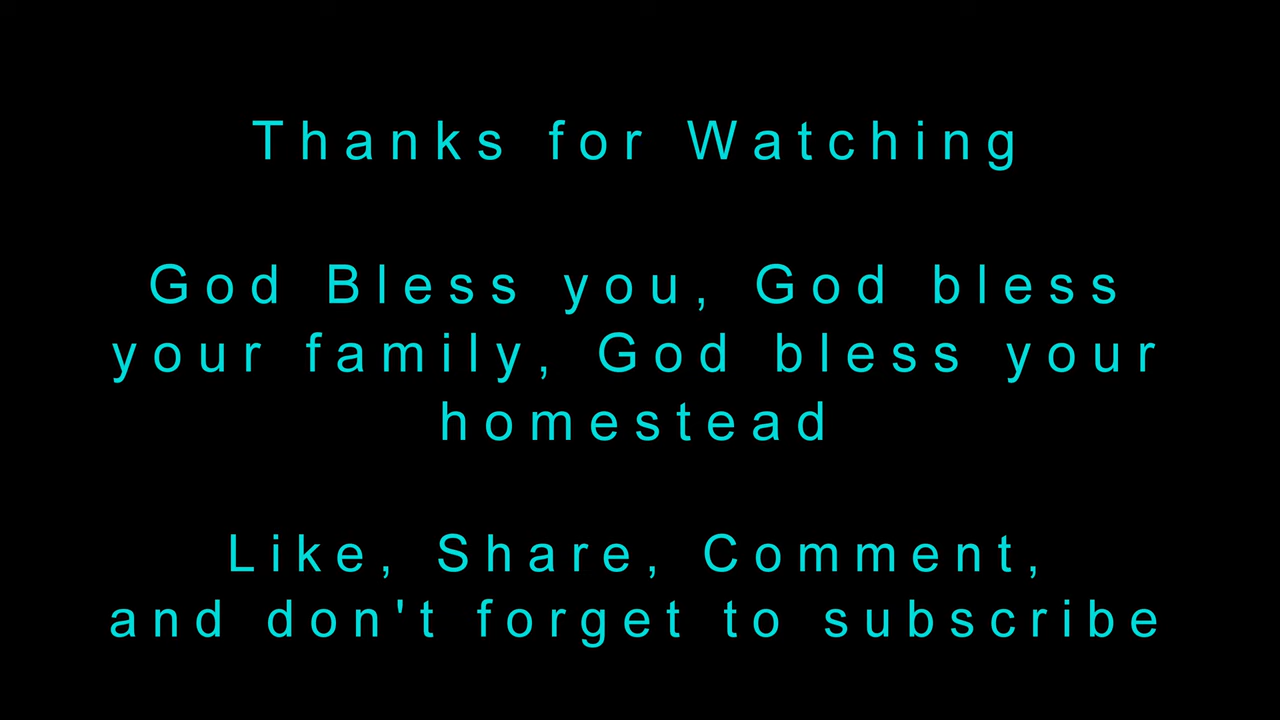 Thanks for Watching
God Bless you, God bless
your family, God bless your
homestead
Like, Share, Comment,
and don't forget to subscribe